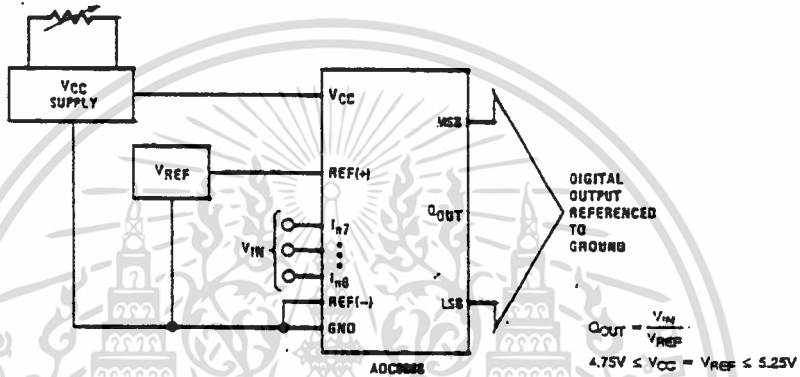 VCC
SUPPLY
VREF
VIN
VCC
REF(+)
In7
REF(−)
GND
MSB
QOUT
LSB
DIGITAL
OUTPUT
REFERENCED
TO
GROUND
QOUT = VIN / VREF
4.75V ≤ VCC = VREF ≤ 5.25V